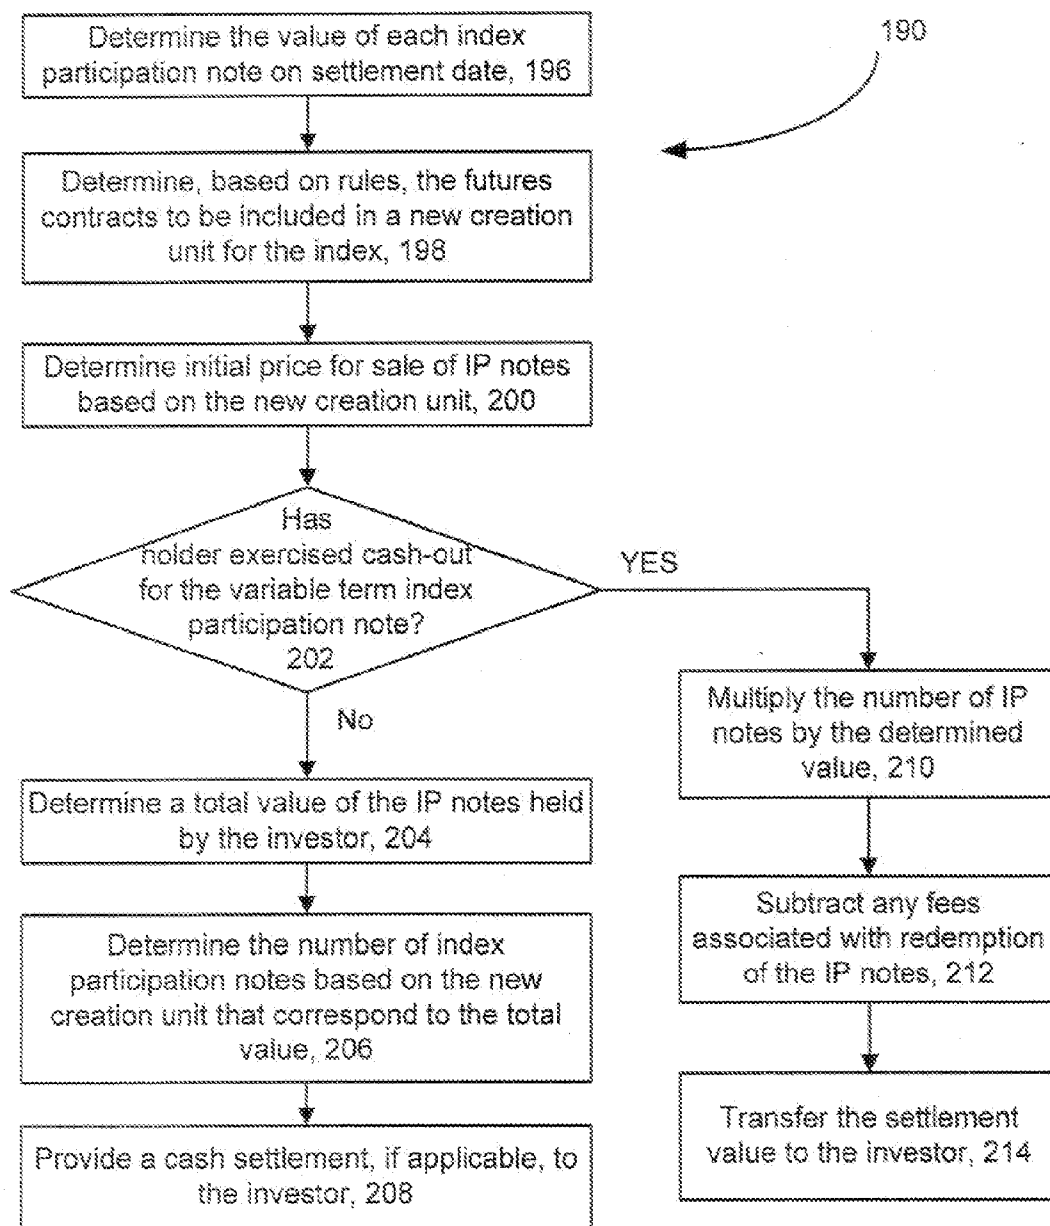 Determine the value of each index
participation note on settlement date, 196
190
Determine, based on rules, the futures
contracts to be included in a new creation
unit for the index, 198
Determine initial price for sale of IP notes
based on the new creation unit, 200
Has
holder exercised cash-out
for the variable term index
participation note?
202
YES
No
Determine a total value of the IP notes held
by the investor, 204
Determine the number of index
participation notes based on the new
creation unit that correspond to the total
value, 206
Provide a cash settlement, if applicable, to
the investor, 208
Multiply the number of IP
notes by the determined
value, 210
Subtract any fees
associated with redemption
of the IP notes, 212
Transfer the settlement
value to the investor, 214